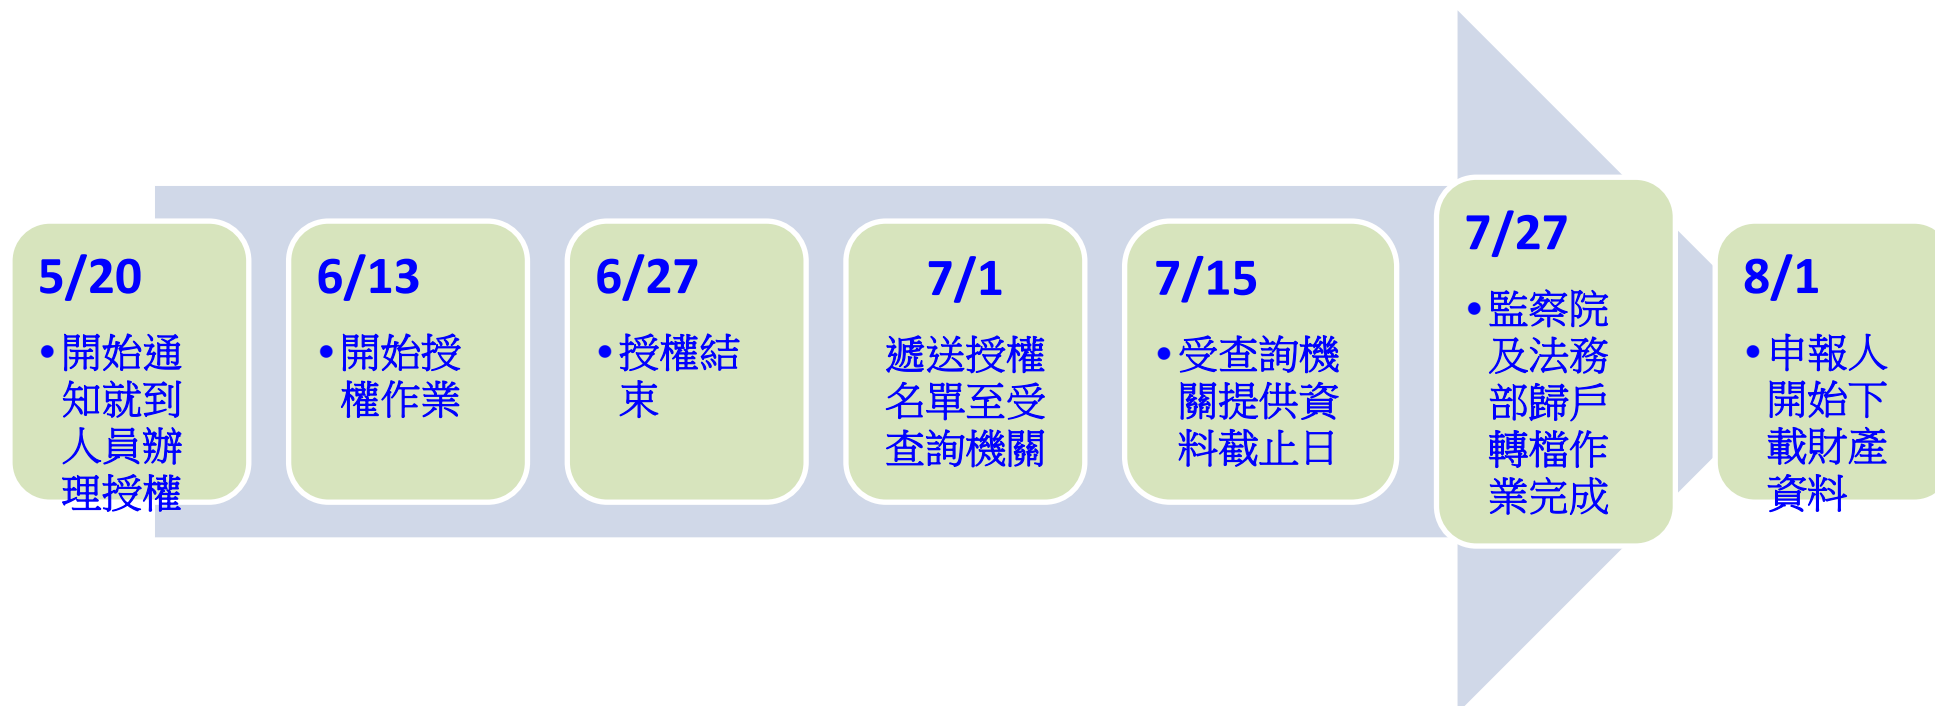 5/20
•開始通
知就到
人員辦
理授權
6/13
•開始授
權作業
6/27
•授權結
束
7/1
遞送授權
名單至受
查詢機關
7/15
•受查詢機
關提供資
料截止日
7/27
•監察院
及法務
部歸戶
轉檔作
業完成
8/1
•申報人
開始下
載財產
資料